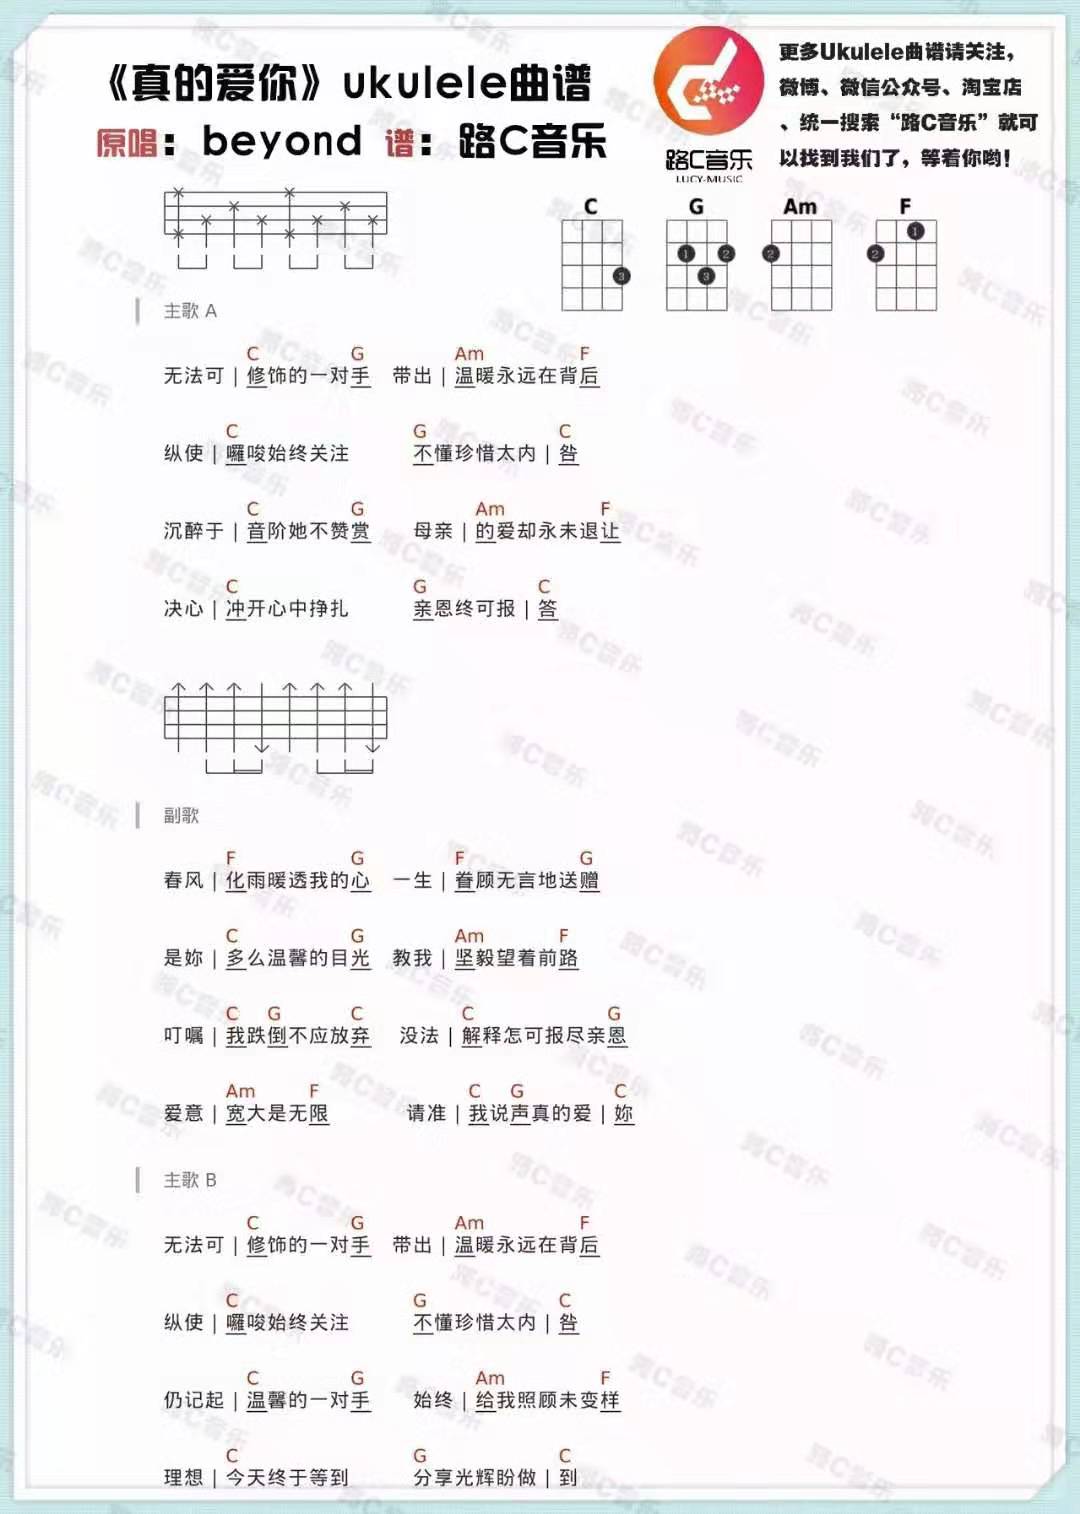 《真的爱你》ukulele曲谱
原唱：beyond 谱：路C音乐
路C音乐
LUCY-MUSIC
更多Ukulele曲谱请关注，
微博、微信公众号、淘宝店
、统一搜索“路C音乐”就可
以找到我们了，等着你哟！
C G Am F
3 1 2 3 2 2 1
主歌 A
C G Am F
无法可 | 修饰的一对手 带出 | 温暖永远在背后
C G C
纵使 | 囉唆始终关注 不懂珍惜太内 | 咎
C G Am F
沉醉于 | 音阶她不赞赏 母亲 | 的爱却永未退让
C G C
决心 | 冲开心中挣扎 亲恩终可报 | 答
副歌
F G F G
春风 | 化雨暖透我的心 一生 | 眷顾无言地送赠
C G Am F
是妳 | 多么温馨的目光 教我 | 坚毅望着前路
C G C C G
叮嘱 | 我跌倒不应放弃 没法 | 解释怎可报尽亲恩
Am F C G C
爱意 | 宽大是无限 请准 | 我说声真的爱 | 妳
主歌 B
C G Am F
无法可 | 修饰的一对手 带出 | 温暖永远在背后
C G C
纵使 | 囉唆始终关注 不懂珍惜太内 | 咎
C G Am F
仍记起 | 温馨的一对手 始终 | 给我照顾未变样
C G C
理想 | 今天终于等到 分享光辉盼做 | 到